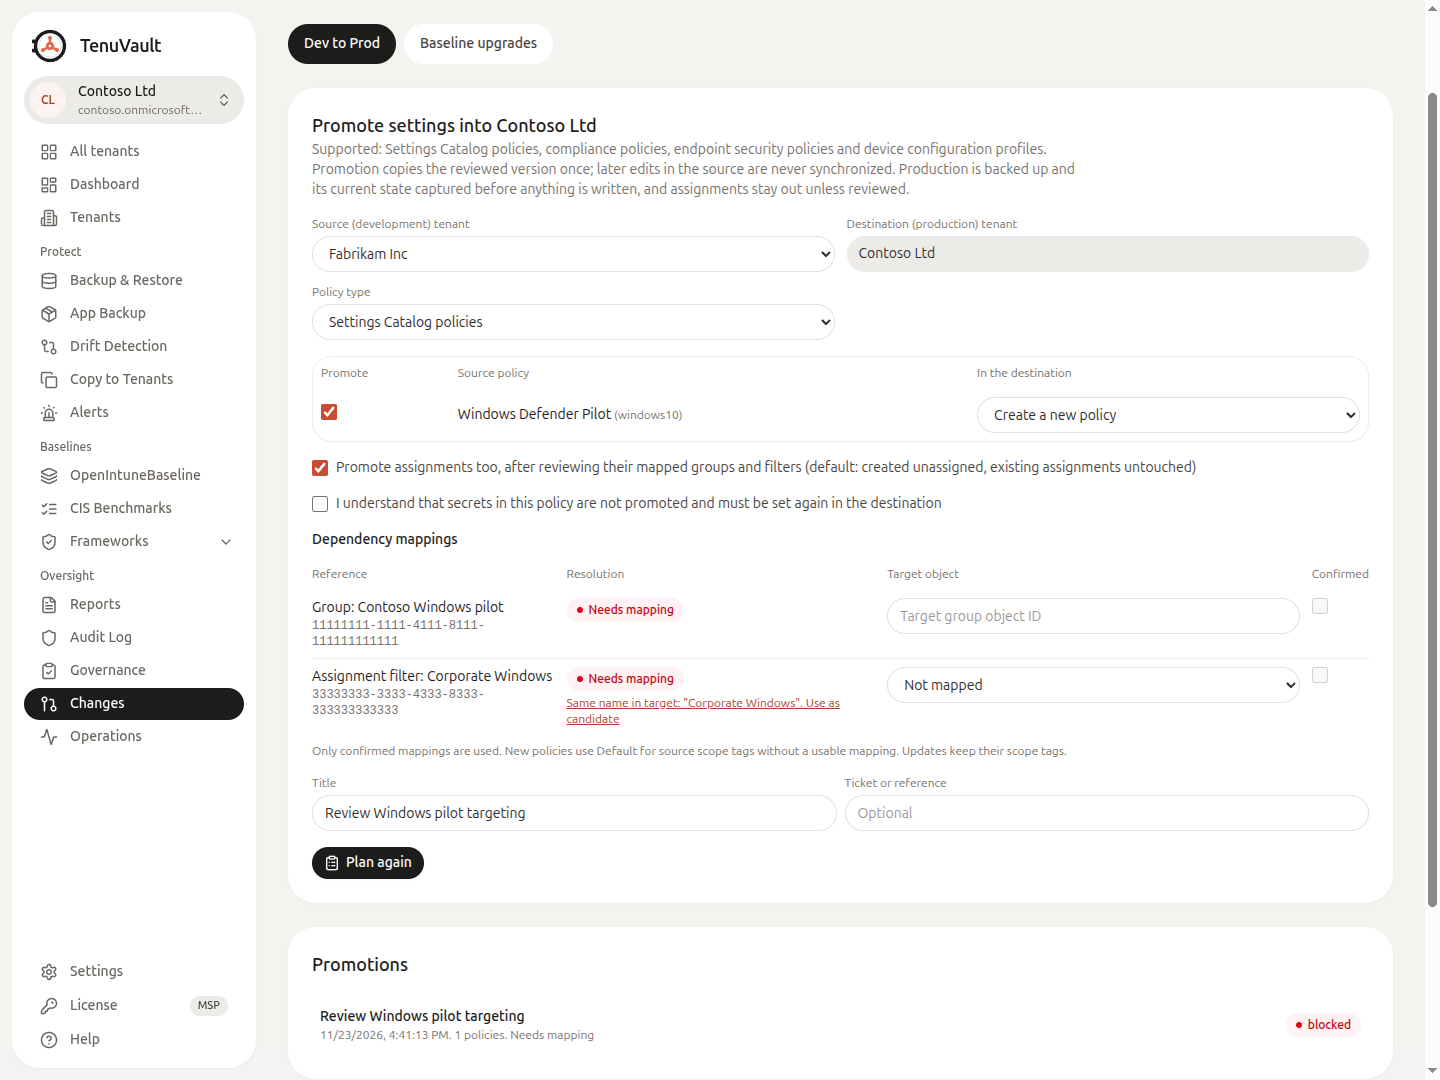 TenuVault
CL
Contoso Ltd
contoso.onmicrosoft...
All tenants
Dashboard
Tenants
Protect
Backup & Restore
App Backup
Drift Detection
Copy to Tenants
Alerts
Baselines
OpenIntuneBaseline
CIS Benchmarks
Frameworks
Oversight
Reports
Audit Log
Governance
Changes
Operations
Settings
License MSP
Help
Dev to Prod
Baseline upgrades
Promote settings into Contoso Ltd
Supported: Settings Catalog policies, compliance policies, endpoint security policies and device configuration profiles.
Promotion copies the reviewed version once; later edits in the source are never synchronized. Production is backed up and
its current state captured before anything is written, and assignments stay out unless reviewed.
Source (development) tenant
Destination (production) tenant
Fabrikam Inc
Contoso Ltd
Policy type
Settings Catalog policies
Promote Source policy In the destination
Windows Defender Pilot (windows10) Create a new policy
Promote assignments too, after reviewing their mapped groups and filters (default: created unassigned, existing assignments untouched)
I understand that secrets in this policy are not promoted and must be set again in the destination
Dependency mappings
Reference Resolution Target object Confirmed
Group: Contoso Windows pilot
11111111-1111-4111-8111-
111111111111
Needs mapping
Target group object ID
Assignment filter: Corporate Windows
33333333-3333-4333-8333-
333333333333
Needs mapping
Same name in target: "Corporate Windows". Use as
candidate
Not mapped
Only confirmed mappings are used. New policies use Default for source scope tags without a usable mapping. Updates keep their scope tags.
Title
Ticket or reference
Review Windows pilot targeting
Optional
Plan again
Promotions
Review Windows pilot targeting
11/23/2026, 4:41:13 PM. 1 policies. Needs mapping
blocked